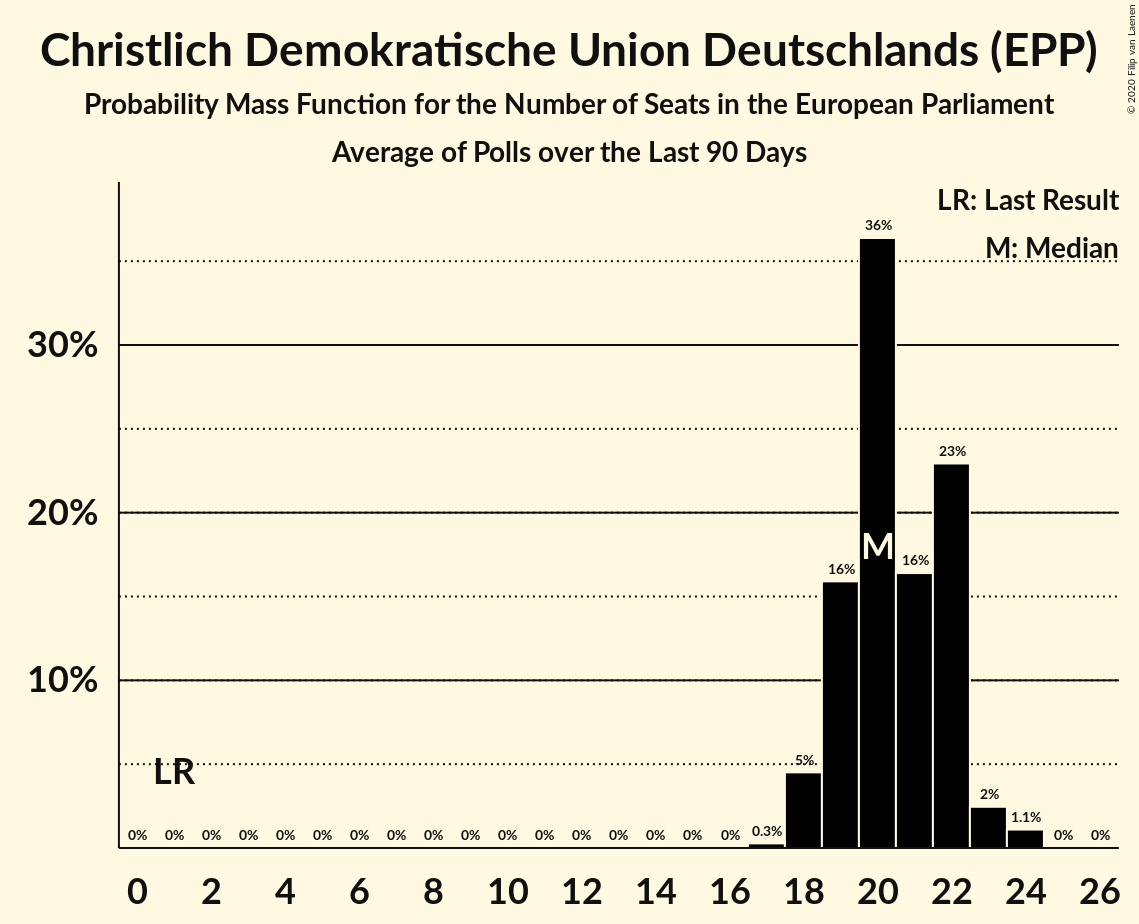 Christlich Demokratische Union Deutschlands (EPP)
Probability Mass Function for the Number of Seats in the European Parliament
Average of Polls over the Last 90 Days
© 2020 Filip van Laenen
LR: Last Result
M: Median
36%
30%
23%
20%
M
16% 16%
10%
LR
5%
2%
1.1%
0% 0% 0% 0% 0% 0% 0% 0% 0% 0% 0% 0% 0% 0% 0% 0% 0% 0.3% 0% 0%
0 2 4 6 8 10 12 14 16 18 20 22 24 26